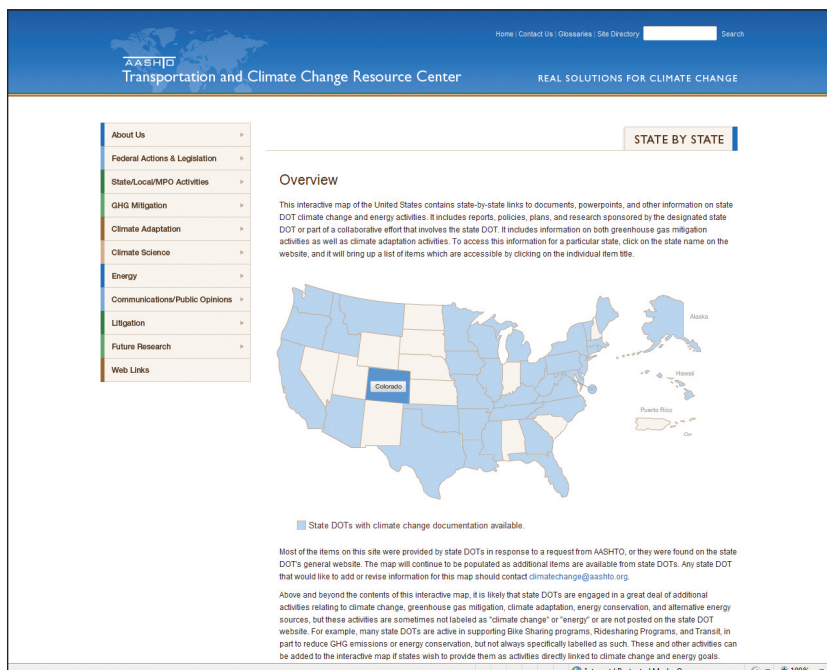 Home | Contact Us | Glossaries | Site Directory Search
AASHTO
Transportation and Climate Change Resource Center
REAL SOLUTIONS FOR CLIMATE CHANGE
About Us
Federal Actions & Legislation
State/Local/MPO Activities
GHG Mitigation
Climate Adaptation
Climate Science
Energy
Communications/Public Opinions
Litigation
Future Research
Web Links
STATE BY STATE
Overview
This interactive map of the United States contains state-by-state links to documents, powerpoints, and other information on state
DOT climate change and energy activities. It includes reports, policies, plans, and research sponsored by the designated state
DOT or part of a collaborative effort that involves the state DOT. It includes information on both greenhouse gas mitigation
activities as well as climate adaptation activities. To access this information for a particular state, click on the state name on the
website, and it will bring up a list of items which are accessible by clicking on the individual item title.
Alaska
Hawaii
Colorado
Puerto Rico
State DOTs with climate change documentation available.
Most of the items on this site were provided by state DOTs in response to a request from AASHTO, or they were found on the state
DOT's general website. The map will continue to be populated as additional items are available from state DOTs. Any state DOT
that would like to add or revise information for this map should contact climatechange@aashto.org.
Above and beyond the contents of this interactive map, it is likely that state DOTs are engaged in a great deal of additional
activities relating to climate change, greenhouse gas mitigation, climate adaptation, energy conservation, and alternative energy
sources, but these activities are sometimes not labeled as "climate change" or "energy" or are not posted on the state DOT
website. For example, many state DOTs are active in supporting Bike Sharing programs, Ridesharing Programs, and Transit, in
part to reduce GHG emissions or energy conservation, but not always specifically labelled as such. These and other activities can
be added to the interactive map if states wish to provide them as activities directly linked to climate change and energy goals.
100%